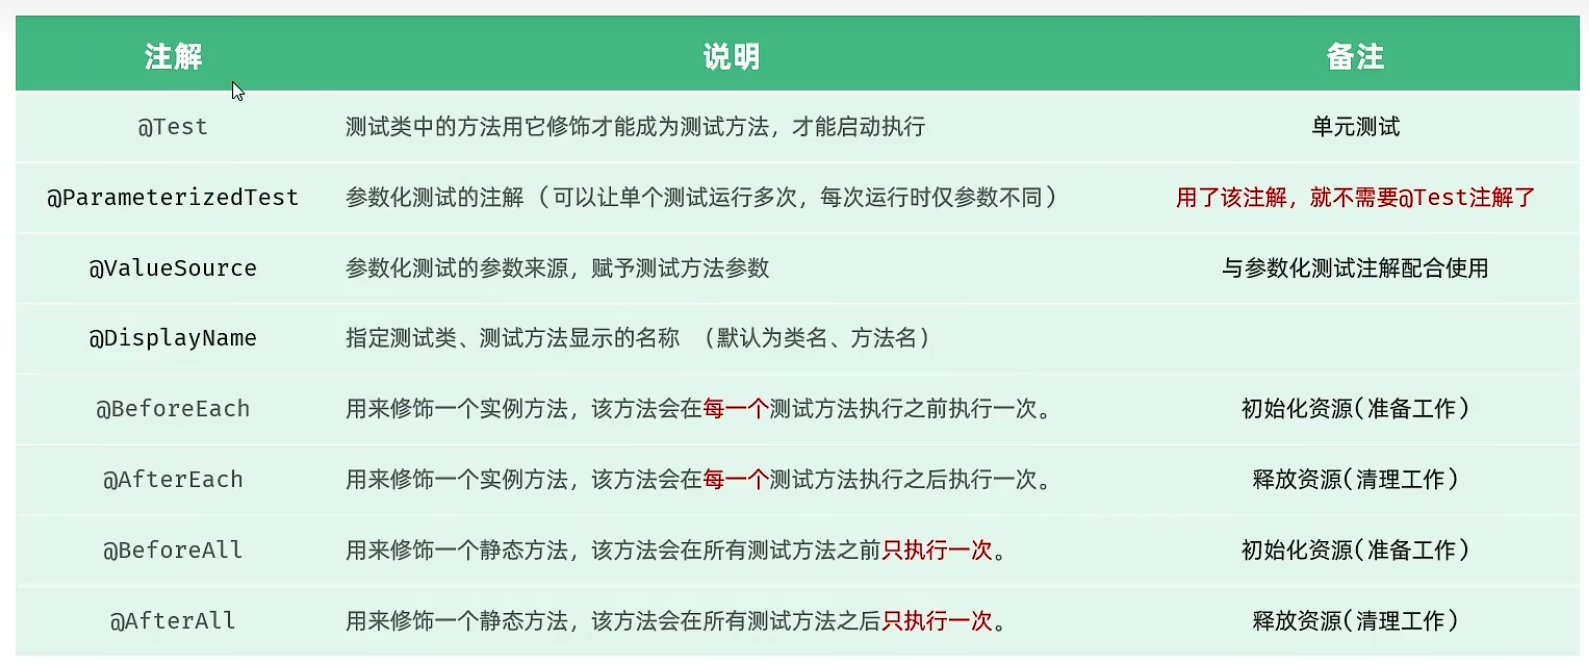 注解 说明 备注
@Test 测试类中的方法用它修饰才能成为测试方法，才能启动执行 单元测试
@ParameterizedTest 参数化测试的注解（可以让单个测试运行多次，每次运行时仅参数不同） 用了该注解，就不需要@Test注解了
@ValueSource 参数化测试的参数来源，赋予测试方法参数 与参数化测试注解配合使用
@DisplayName 指定测试类、测试方法显示的名称 （默认为类名、方法名）
@BeforeEach 用来修饰一个实例方法，该方法会在每一个测试方法执行之前执行一次。 初始化资源(准备工作)
@AfterEach 用来修饰一个实例方法，该方法会在每一个测试方法执行之后执行一次。 释放资源(清理工作)
@BeforeAll 用来修饰一个静态方法，该方法会在所有测试方法之前只执行一次。 初始化资源(准备工作)
@AfterAll 用来修饰一个静态方法，该方法会在所有测试方法之后只执行一次。 释放资源(清理工作)